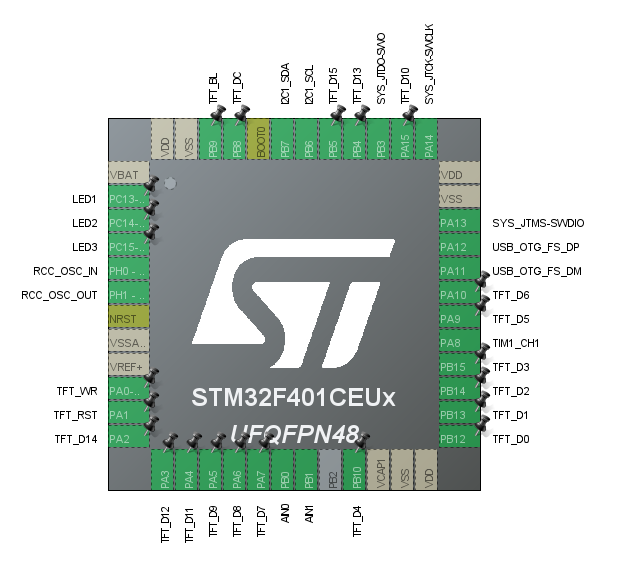 TFT_BL
TFT_DC
I2C1_SDA
I2C1_SCL
TFT_D15
TFT_D13
SYS_JTDO-SWO
TFT_D10
SYS_JTCK-SWCLK
VDD
VSS
PB9
PB8
BOOT0
PB7
PB6
PB5
PB4
PB3
PA15
PA14
VBAT
LED1 PC13-..
LED2 PC14-..
LED3 PC15-..
RCC_OSC_IN PH0 - ..
RCC_OSC_OUT PH1 - ..
NRST
VSSA..
VREF+
TFT_WR PA0-..
TFT_RST PA1
TFT_D14 PA2
VDD
VSS
PA13 SYS_JTMS-SWDIO
PA12 USB_OTG_FS_DP
PA11 USB_OTG_FS_DM
PA10 TFT_D6
PA9 TFT_D5
PA8 TIM1_CH1
PB15 TFT_D3
PB14 TFT_D2
PB13 TFT_D1
PB12 TFT_D0
ST
STM32F401CEUx
UFQFPN48
PA3
PA4
PA5
PA6
PA7
PB0
PB1
PB2
PB10
VCAP1
VSS
VDD
TFT_D12
TFT_D11
TFT_D9
TFT_D8
TFT_D7
AIN0
AIN1
TFT_D4